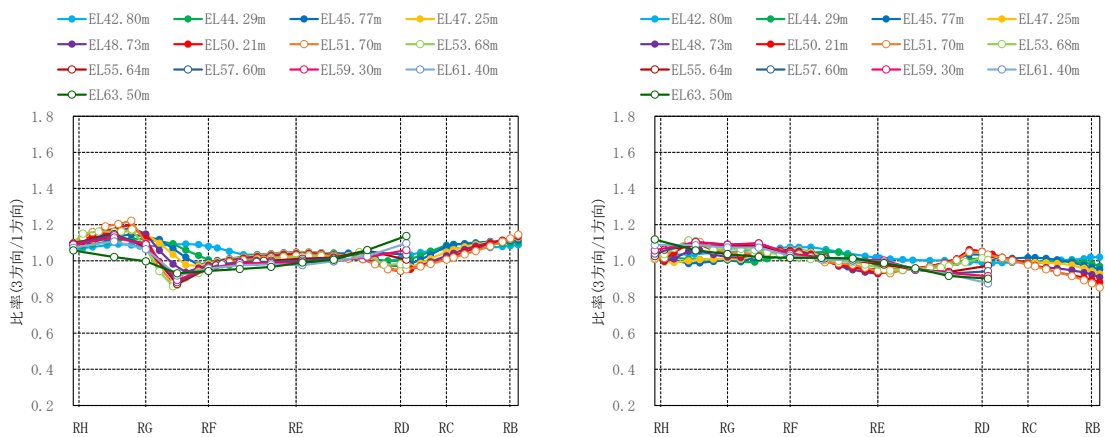 EL42.80m EL44.29m EL45.77m EL47.25m
EL48.73m EL50.21m EL51.70m EL53.68m
EL55.64m EL57.60m EL59.30m EL61.40m
EL63.50m
1.8
1.6
1.4
1.2
1.0
0.8
0.6
0.4
0.2
比率(3方向/1方向)
RH RG RF RE RD RC RB
EL42.80m EL44.29m EL45.77m EL47.25m
EL48.73m EL50.21m EL51.70m EL53.68m
EL55.64m EL57.60m EL59.30m EL61.40m
EL63.50m
1.8
1.6
1.4
1.2
1.0
0.8
0.6
0.4
0.2
比率(3方向/1方向)
RH RG RF RE RD RC RB